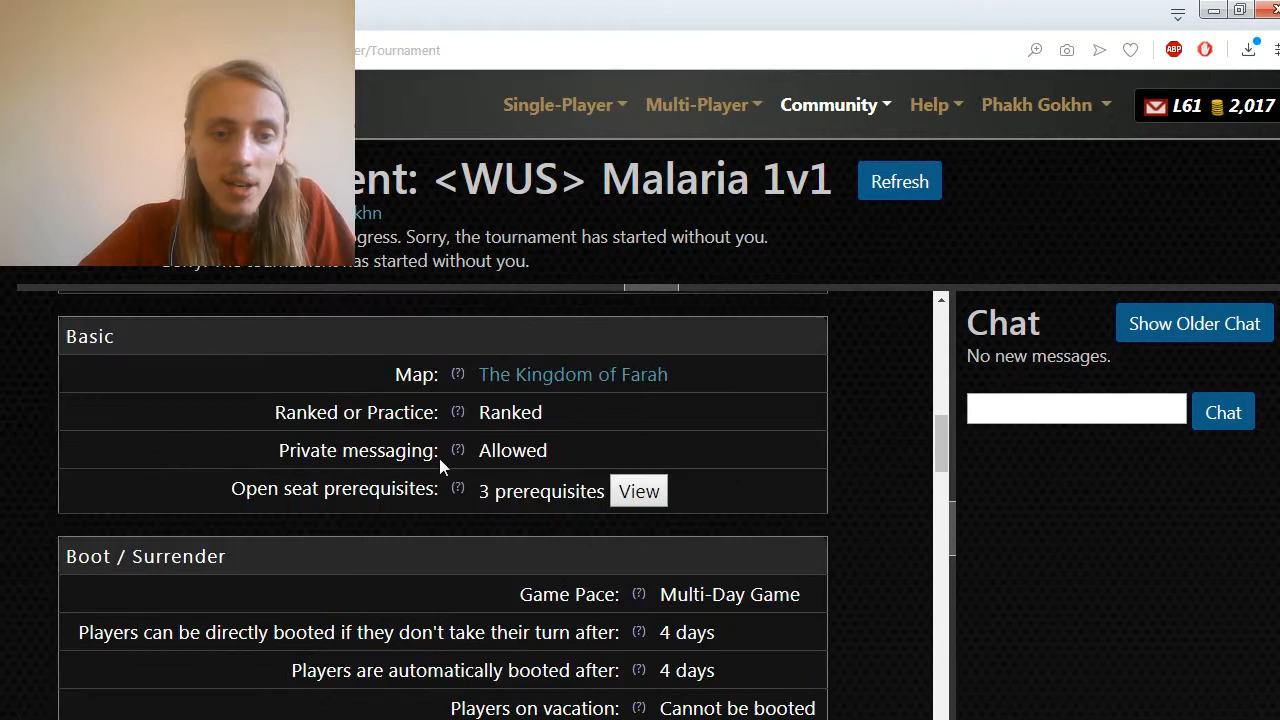 er/Tournament
ABP
Single-Player Multi-Player Community Help Phakh Gokhn L61 2,017
ent: <WUS> Malaria 1v1 Refresh
khn
gress. Sorry, the tournament has started without you.
has started without you.
Chat Show Older Chat
No new messages.
Chat
Basic
Map: (?) The Kingdom of Farah
Ranked or Practice: (?) Ranked
Private messaging: (?) Allowed
Open seat prerequisites: (?) 3 prerequisites View
Boot / Surrender
Game Pace: (?) Multi-Day Game
Players can be directly booted if they don't take their turn after: (?) 4 days
Players are automatically booted after: (?) 4 days
Players on vacation: (?) Cannot be booted